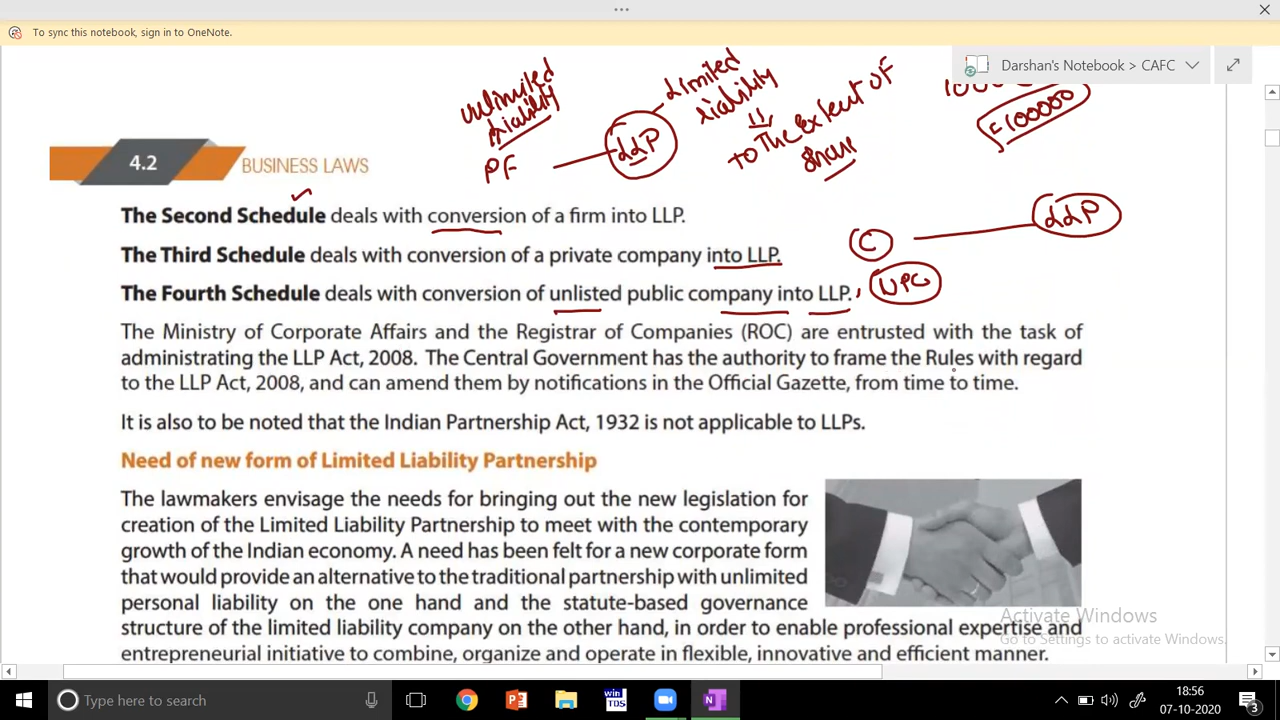 To sync this notebook, sign in to OneNote.
Darshan's Notebook > CAFC
unlimited liability
PF
LLP
Limited liability
to The extent of share
=100000
4.2
BUSINESS LAWS
The Second Schedule deals with conversion of a firm into LLP.
LLP
C
The Third Schedule deals with conversion of a private company into LLP.
The Fourth Schedule deals with conversion of unlisted public company into LLP.
UPC
The Ministry of Corporate Affairs and the Registrar of Companies (ROC) are entrusted with the task of
administrating the LLP Act, 2008. The Central Government has the authority to frame the Rules with regard
to the LLP Act, 2008, and can amend them by notifications in the Official Gazette, from time to time.
It is also to be noted that the Indian Partnership Act, 1932 is not applicable to LLPs.
Need of new form of Limited Liability Partnership
The lawmakers envisage the needs for bringing out the new legislation for
creation of the Limited Liability Partnership to meet with the contemporary
growth of the Indian economy. A need has been felt for a new corporate form
that would provide an alternative to the traditional partnership with unlimited
personal liability on the one hand and the statute-based governance
structure of the limited liability company on the other hand, in order to enable professional expertise and
entrepreneurial initiative to combine, organize and operate in flexible, innovative and efficient manner.
Activate Windows
Go to Settings to activate Windows.
Type here to search
win
TDS
18:56
07-10-2020
3